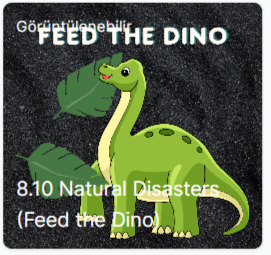 Görüntülenebilir
FEED THE DINO
8.10 Natural Disasters
(Feed the Dino)